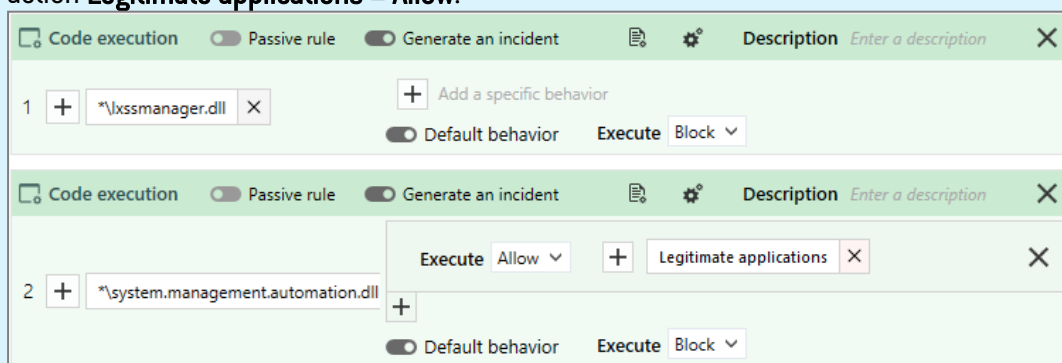 action Legitimate applications – Allow.
Code execution Passive rule Generate an incident Description Enter a description
Add a specific behavior
1 *\lxssmanager.dll
Default behavior Execute Block
Code execution Passive rule Generate an incident Description Enter a description
Execute Allow Legitimate applications
2 *\system.management.automation.dll
Default behavior Execute Block